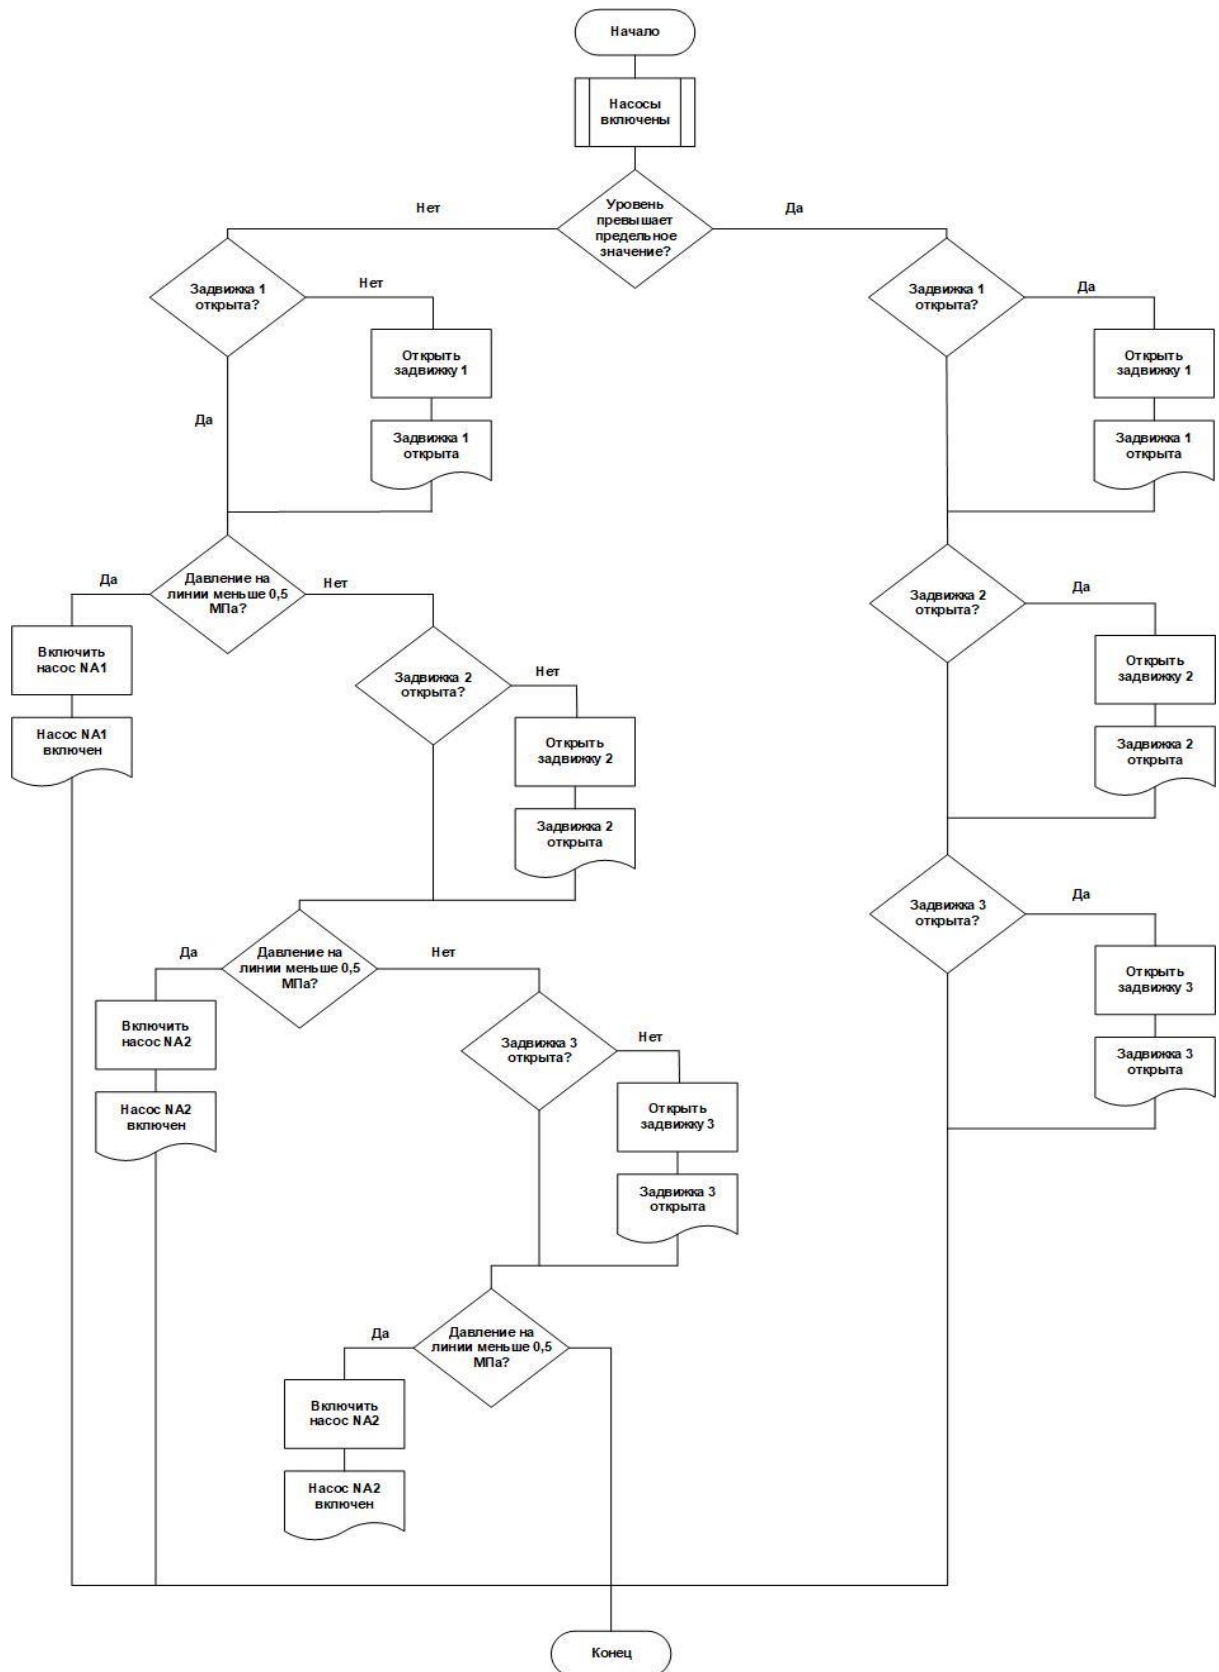 Начало
Насосы
включены
Уровень
превышает
предельное
значение?
Нет
Да
Задвижка 1
открыта?
Нет
Открыть
задвижку 1
Задвижка 1
открыта
Да
Задвижка 1
открыта?
Да
Открыть
задвижку 1
Задвижка 1
открыта
Давление на
линии меньше 0,5
МПа?
Да
Нет
Включить
насос NA1
Насос NA1
включен
Задвижка 2
открыта?
Нет
Открыть
задвижку 2
Задвижка 2
открыта
Задвижка 2
открыта?
Да
Открыть
задвижку 2
Задвижка 2
открыта
Давление на
линии меньше 0,5
МПа?
Да
Нет
Включить
насос NA2
Насос NA2
включен
Задвижка 3
открыта?
Нет
Открыть
задвижку 3
Задвижка 3
открыта
Задвижка 3
открыта?
Да
Открыть
задвижку 3
Задвижка 3
открыта
Давление на
линии меньше 0,5
МПа?
Да
Включить
насос NA2
Насос NA2
включен
Конец